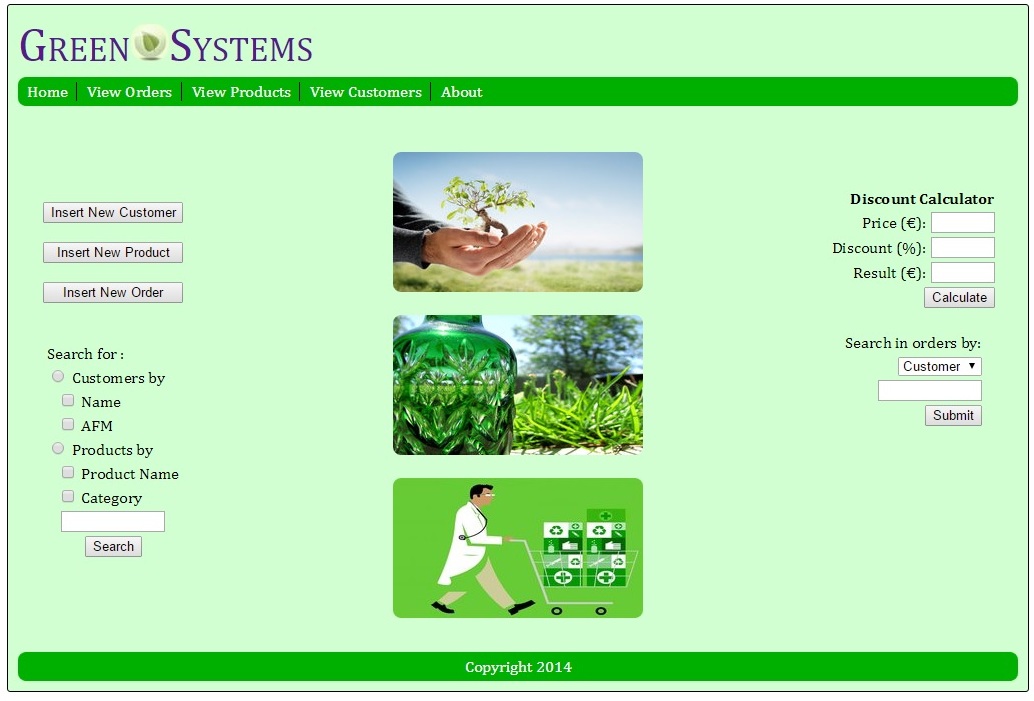 Green Systems
Home View Orders View Products View Customers About
Insert New Customer
Insert New Product
Insert New Order
Search for :
Customers by
Name
AFM
Products by
Product Name
Category
Search
Discount Calculator
Price (€):
Discount (%):
Result (€):
Calculate
Search in orders by:
Customer
Submit
Copyright 2014